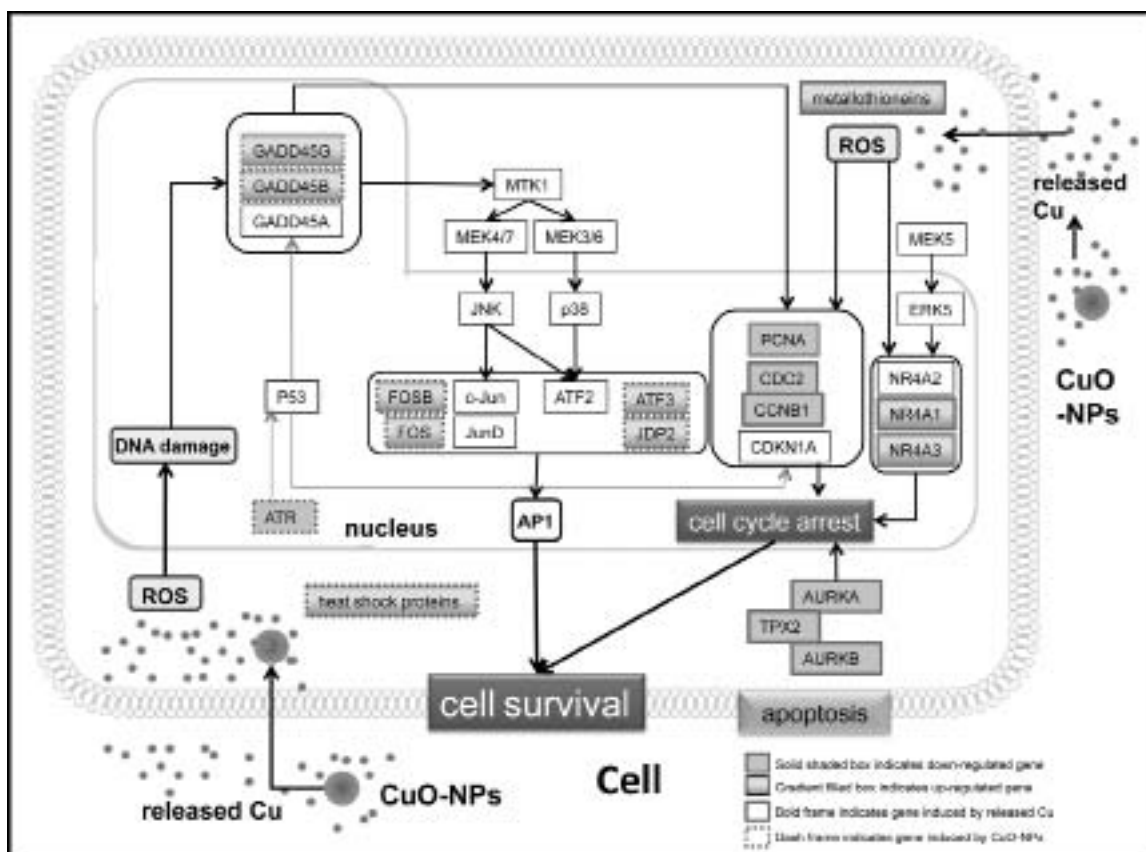 metallothioneins
ROS
released
Cu
CuO
-NPs
GADD45G
GADD45B
GADD45A
MTK1
MEK4/7
MEK3/6
MEK5
JNK
p38
ERK5
PCNA
CDC2
CCNB1
CDKN1A
NR4A2
NR4A1
NR4A3
P53
FOSB
c-Jun
ATF2
ATF3
FOS
JunD
JDP2
DNA damage
ATR
nucleus
AP1
cell cycle arrest
ROS
heat shock proteins
AURKA
TPX2
AURKB
cell survival
apoptosis
released Cu
CuO-NPs
Cell
Solid shaded box indicates down-regulated gene
Gradient filled box indicates up-regulated gene
Bold frame indicates gene induced by released Cu
Dash frame indicates gene induced by CuO-NPs